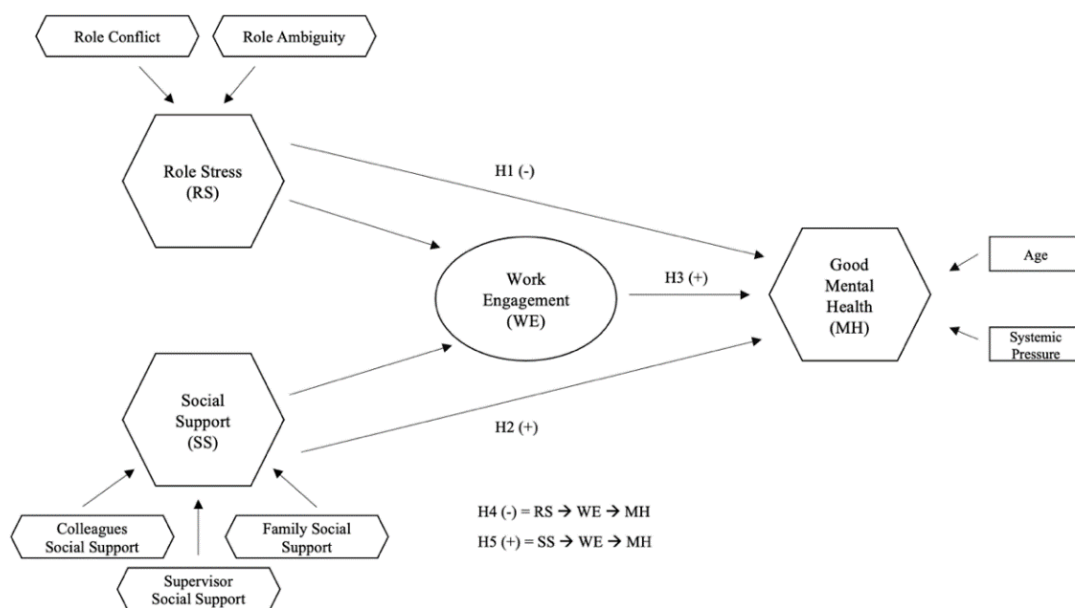 Role Conflict
Role Ambiguity
Role Stress
(RS)
H1 (-)
Work
Engagement
(WE)
H3 (+)
Good
Mental
Health
(MH)
Age
Systemic
Pressure
Social
Support
(SS)
H2 (+)
Colleagues
Social Support
Family Social
Support
Supervisor
Social Support
H4 (-) = RS → WE → MH
H5 (+) = SS → WE → MH